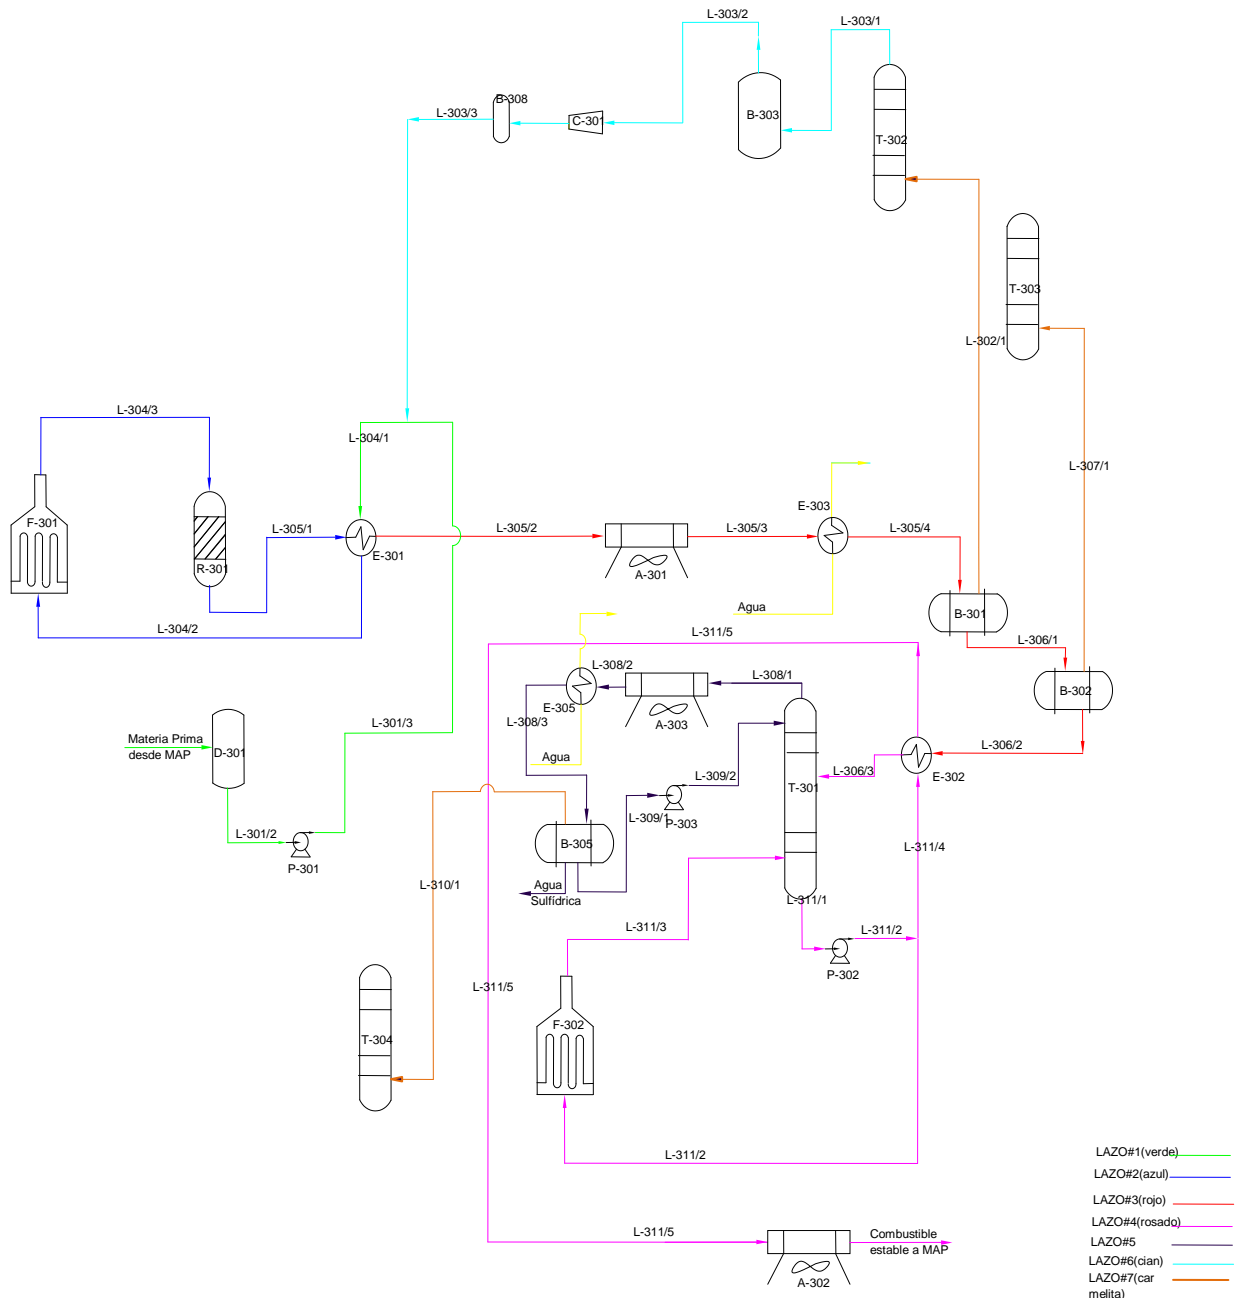 L-303/2
L-303/1
B-308
L-303/3
C-301
B-303
T-302
T-303
L-302/1
L-304/3
L-304/1
L-307/1
F-301
E-303
L-305/1
L-305/2
L-305/3
L-305/4
E-301
R-301
A-301
Agua
B-301
L-304/2
L-311/5
L-306/1
L-308/2
L-308/1
B-302
E-305
L-308/3
A-303
L-301/3
Materia Prima
desde MAP
D-301
Agua
L-306/2
L-306/3
E-302
L-309/2
T-301
P-303
L-309/1
L-301/2
P-301
B-305
L-311/4
L-310/1
Agua
Sulfídrica
L-311/1
L-311/3
L-311/2
P-302
L-311/5
F-302
T-304
L-311/2
L-311/5
Combustible
estable a MAP
A-302
LAZO#1(verde)
LAZO#2(azul)
LAZO#3(rojo)
LAZO#4(rosado)
LAZO#5
LAZO#6(cian)
LAZO#7(car
melita)